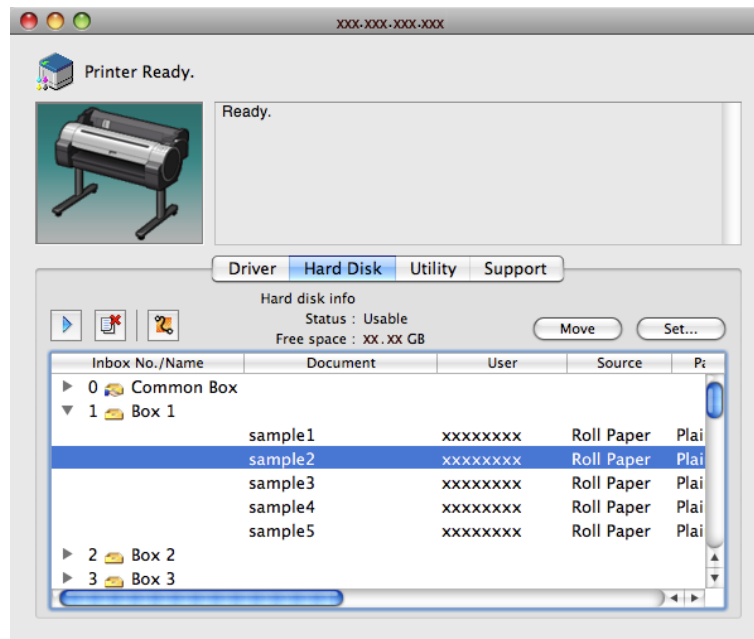 xxx.xxx.xxx.xxx
Printer Ready.
Ready.
Driver Hard Disk Utility Support
Hard disk info
Status : Usable
Free space : XX.XX GB
Move Set...
Inbox No./Name Document User Source Pa
0 Common Box
1 Box 1
sample1 xxxxxxxx Roll Paper Plai
sample2 xxxxxxxx Roll Paper Plai
sample3 xxxxxxxx Roll Paper Plai
sample4 xxxxxxxx Roll Paper Plai
sample5 xxxxxxxx Roll Paper Plai
2 Box 2
3 Box 3